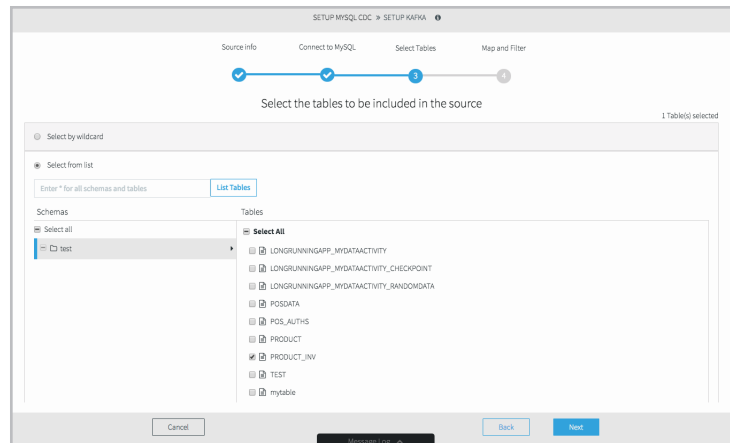 SETUP MYSQL CDC » SETUP KAFKA
Source info Connect to MySQL Select Tables Map and Filter
3 4
Select the tables to be included in the source
1 Table(s) selected
Select by wildcard
Select from list
Enter * for all schemas and tables List Tables
Schemas Tables
Select all Select All
test LONGRUNNINGAPP_MYDATAACTIVITY
LONGRUNNINGAPP_MYDATAACTIVITY_CHECKPOINT
LONGRUNNINGAPP_MYDATAACTIVITY_RANDOMDATA
POSDATA
POS_AUTHS
PRODUCT
PRODUCT_INV
TEST
mytable
Cancel Back Next
Message Log